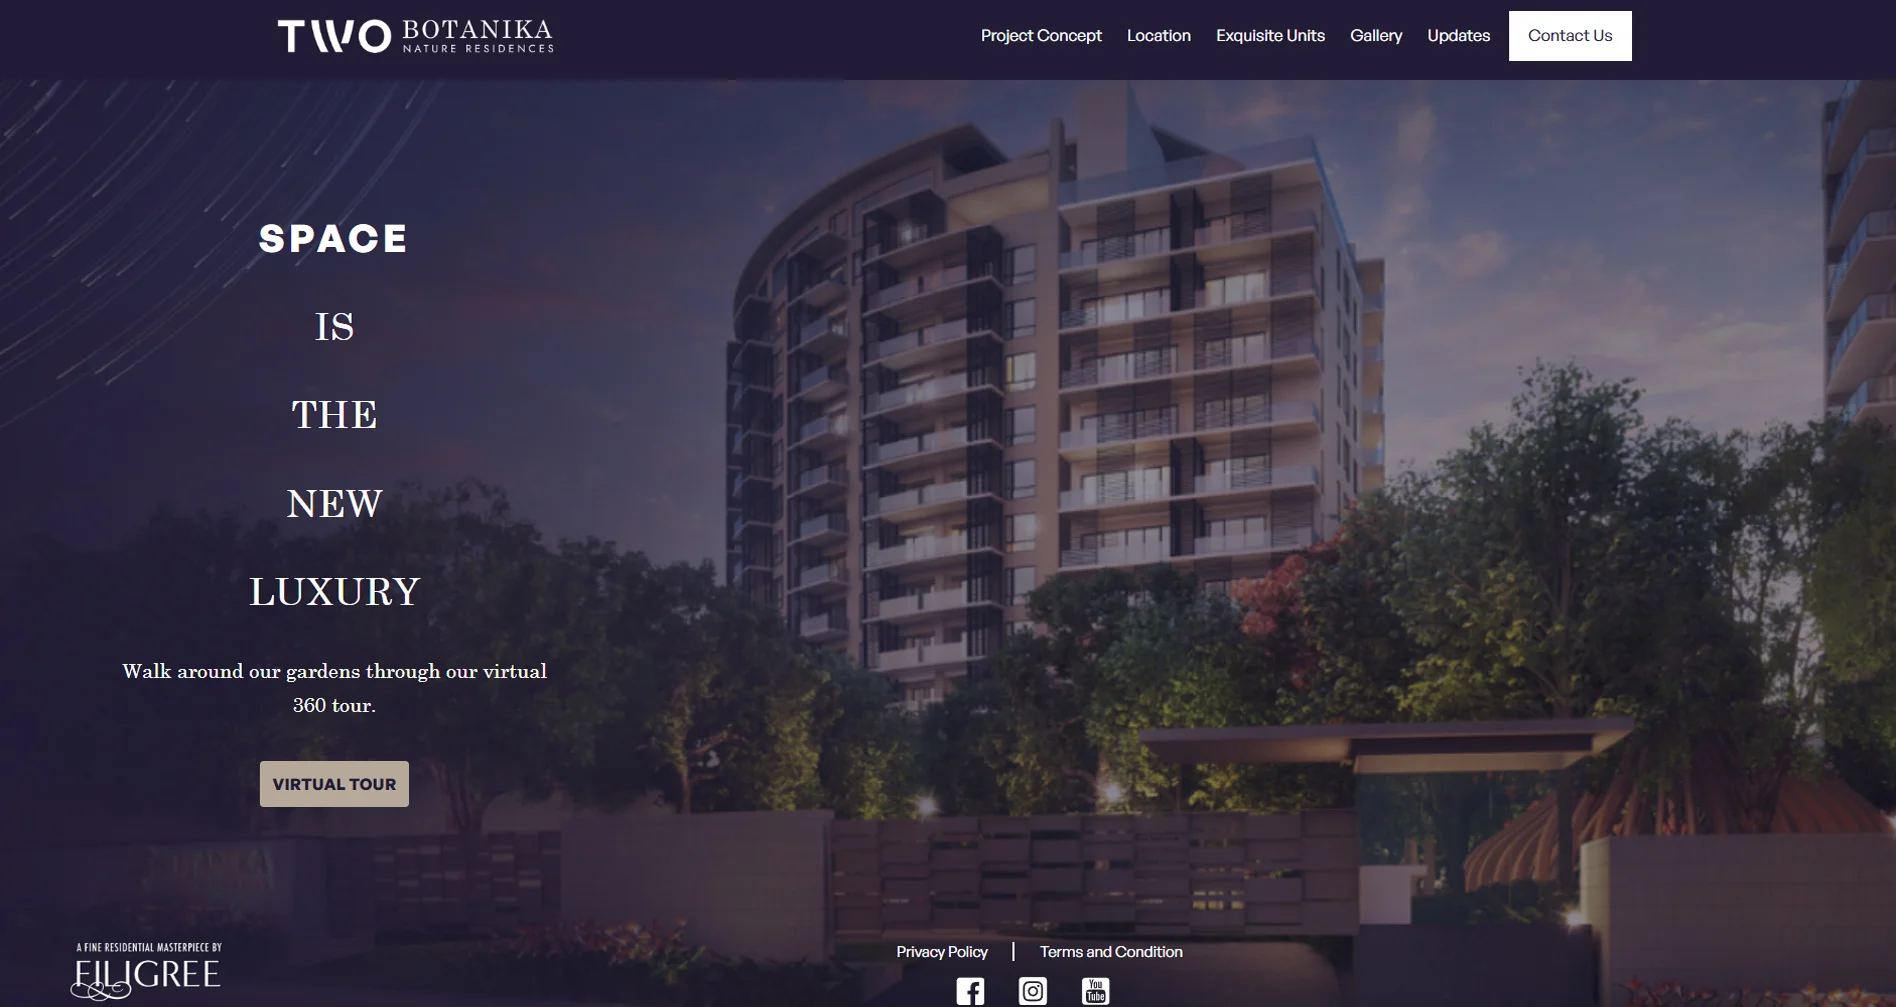 TWO BOTANIKA
NATURE RESIDENCES
Project Concept
Location
Exquisite Units
Gallery
Updates
Contact Us
SPACE
IS
THE
NEW
LUXURY
Walk around our gardens through our virtual
360 tour.
VIRTUAL TOUR
BOTANIKA
A FINE RESIDENTIAL MASTERPIECE BY
FILIGREE
Privacy Policy
Terms and Condition
You
Tube